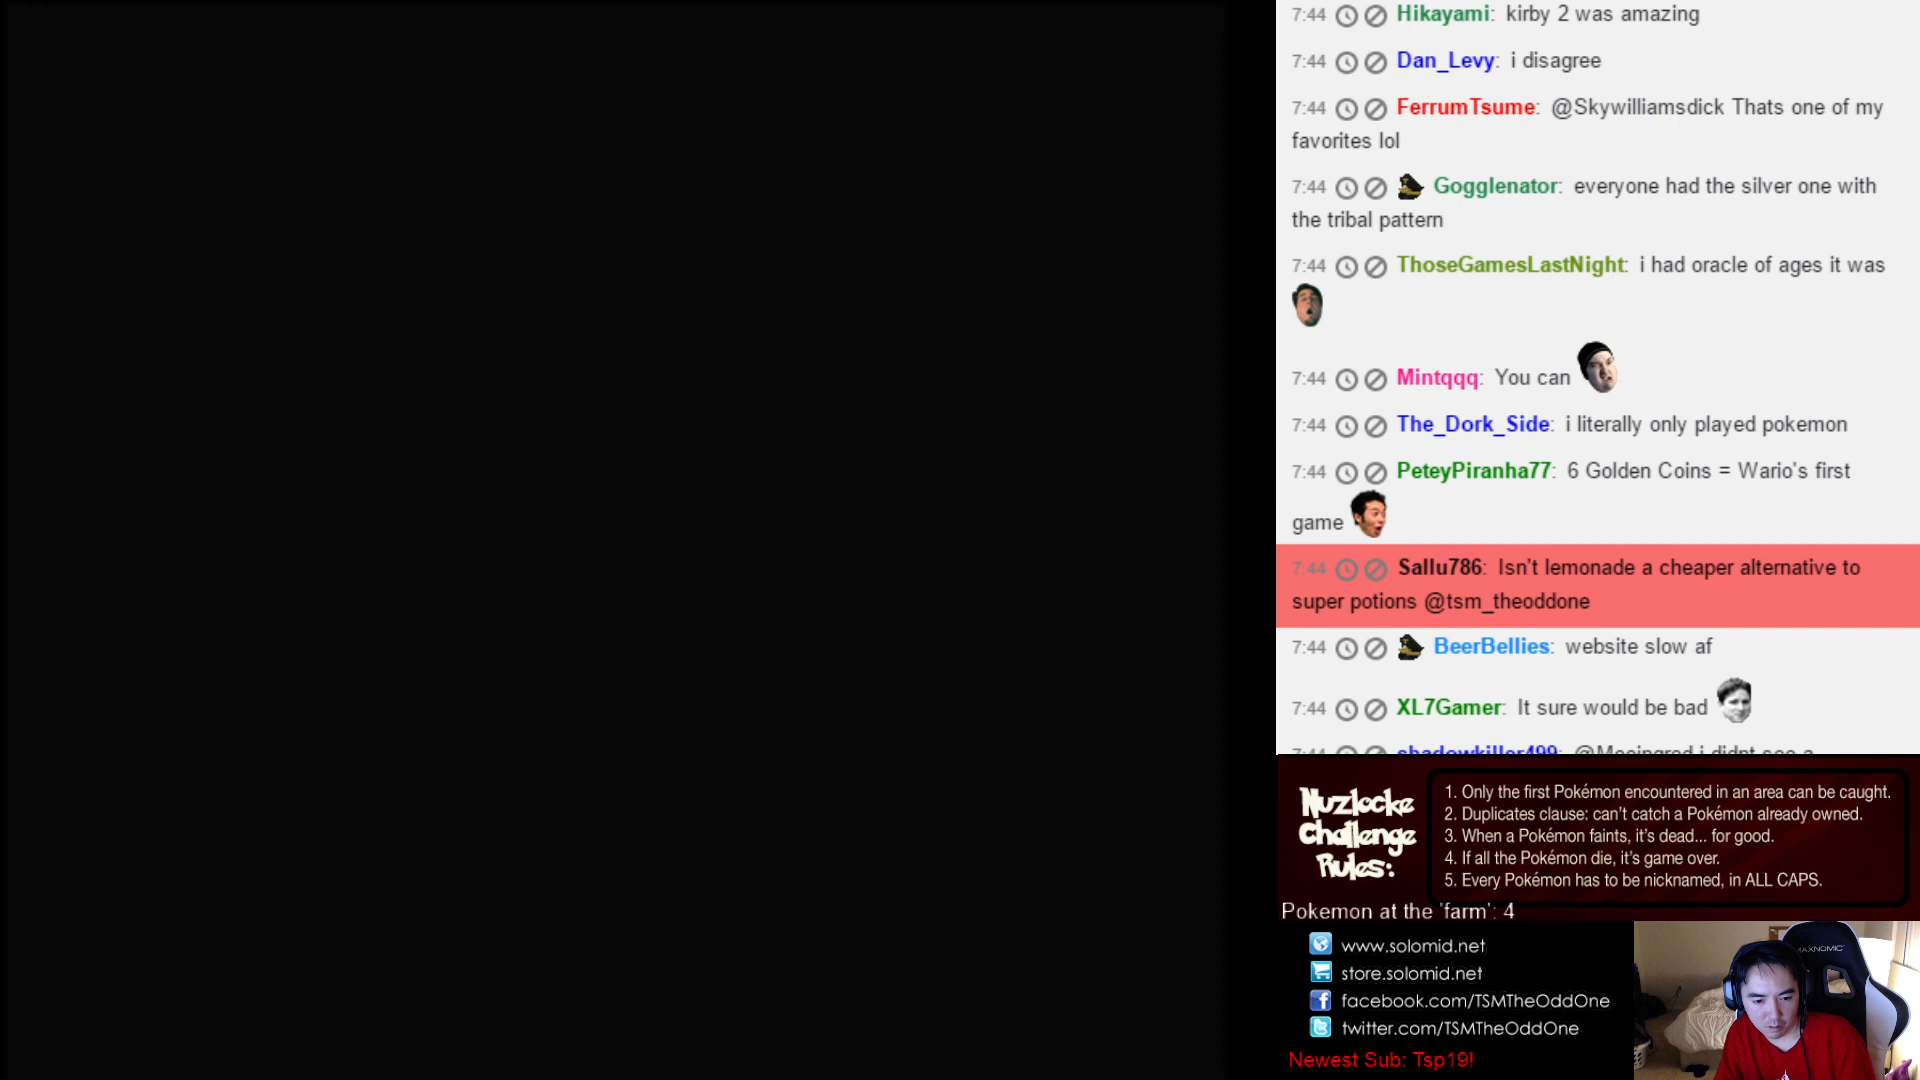 7:44 Hikayami: kirby 2 was amazing
7:44 Dan_Levy: i disagree
7:44 FerrumTsume: @Skywilliamsdick Thats one of my
favorites lol
7:44 Gogglenator: everyone had the silver one with
the tribal pattern
7:44 ThoseGamesLastNight: i had oracle of ages it was
7:44 Mintqqq: You can
7:44 The_Dork_Side: i literally only played pokemon
7:44 PeteyPiranha77: 6 Golden Coins = Wario's first
game
7:44 Sallu786: Isn't lemonade a cheaper alternative to
super potions @tsm_theoddone
7:44 BeerBellies: website slow af
7:44 XL7Gamer: It sure would be bad
7:44 shadowkiller499: i didnt see a
Nuzlocke
Challenge
Rules:
1. Only the first Pokémon encountered in an area can be caught.
2. Duplicates clause: can't catch a Pokémon already owned.
3. When a Pokémon faints, it's dead... for good.
4. If all the Pokémon die, it's game over.
5. Every Pokémon has to be nicknamed, in ALL CAPS.
Pokemon at the 'farm': 4
www.solomid.net
store.solomid.net
facebook.com/TSMTheOddOne
twitter.com/TSMTheOddOne
Newest Sub: Tsp19!
MAXNOMIC